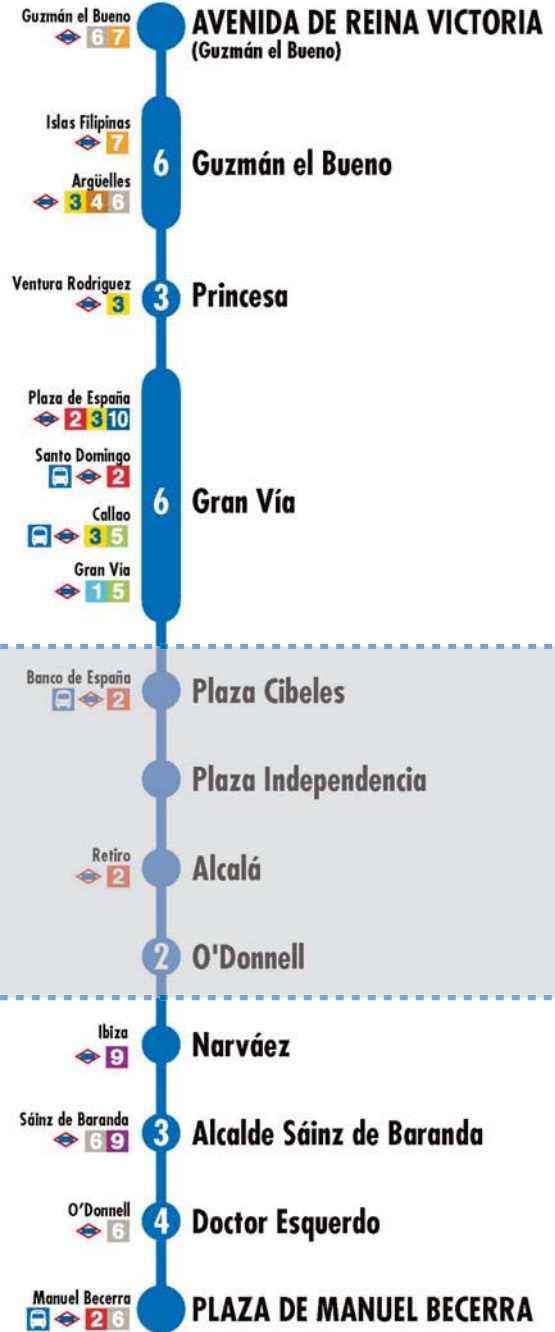 Guzmán el Bueno
6 7
AVENIDA DE REINA VICTORIA
(Guzmán el Bueno)
Islas Filipinas
7
Argüelles
3 4 6
6
Guzmán el Bueno
Ventura Rodriguez
3
3
Princesa
Plaza de España
2 3 10
Santo Domingo
2
Callao
3 5
Gran Vía
1 5
6
Gran Vía
Banco de España
2
Plaza Cibeles
Plaza Independencia
Retiro
2
Alcalá
2
O'Donnell
Ibiza
9
Narváez
Sáinz de Baranda
6 9
3
Alcalde Sáinz de Baranda
O'Donnell
6
4
Doctor Esquerdo
Manuel Becerra
2 6
PLAZA DE MANUEL BECERRA